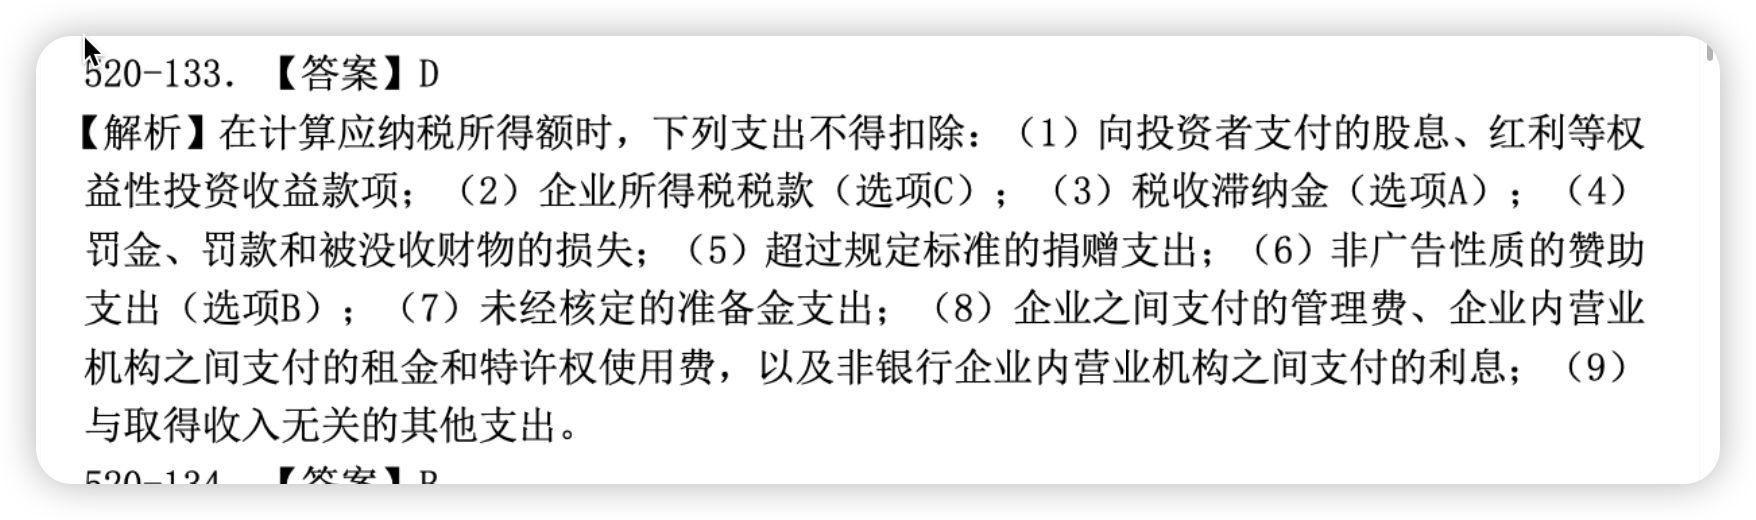 520-133. 【答案】D
【解析】在计算应纳税所得额时，下列支出不得扣除：（1）向投资者支付的股息、红利等权
益性投资收益款项；（2）企业所得税税款（选项C）；（3）税收滞纳金（选项A）；（4）
罚金、罚款和被没收财物的损失；（5）超过规定标准的捐赠支出；（6）非广告性质的赞助
支出（选项B）；（7）未经核定的准备金支出；（8）企业之间支付的管理费、企业内营业
机构之间支付的租金和特许权使用费，以及非银行企业内营业机构之间支付的利息；（9）
与取得收入无关的其他支出。
520-134. 【答案】